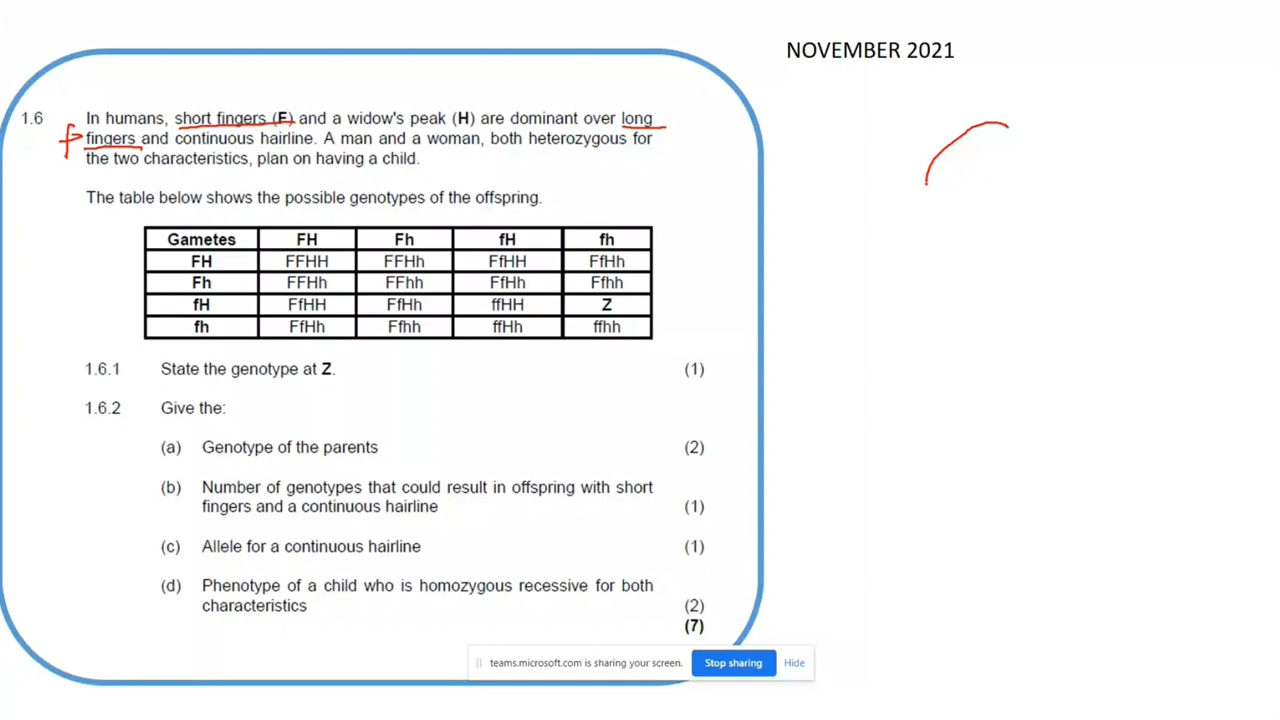 NOVEMBER 2021
1.6 In humans, short fingers (F) and a widow's peak (H) are dominant over long
f fingers and continuous hairline. A man and a woman, both heterozygous for
the two characteristics, plan on having a child.
The table below shows the possible genotypes of the offspring.
Gametes FH Fh fH fh
FH FFHH FFHh FfHH FfHh
Fh FFHh FFhh FfHh Ffhh
fH FfHH FfHh ffHH Z
fh FfHh Ffhh ffHh ffhh
1.6.1 State the genotype at Z. (1)
1.6.2 Give the:
(a) Genotype of the parents (2)
(b) Number of genotypes that could result in offspring with short
fingers and a continuous hairline (1)
(c) Allele for a continuous hairline (1)
(d) Phenotype of a child who is homozygous recessive for both
characteristics (2)
(7)
teams.microsoft.com is sharing your screen. Stop sharing Hide